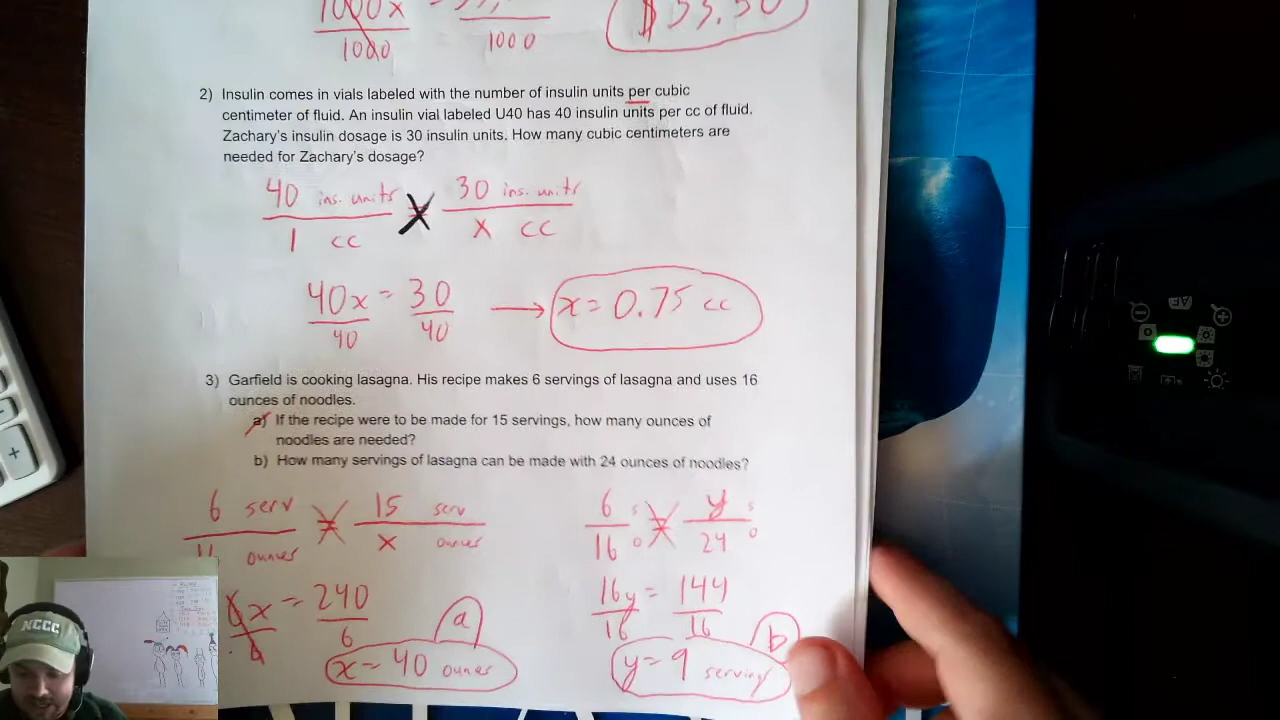 1000x
1000
1000
$53.50
2) Insulin comes in vials labeled with the number of insulin units per cubic
centimeter of fluid. An insulin vial labeled U40 has 40 insulin units per cc of fluid.
Zachary's insulin dosage is 30 insulin units. How many cubic centimeters are
needed for Zachary's dosage?
40 ins. units = 30 ins. units
1 cc x cc
40x = 30 → x = 0.75 cc
40 40
3) Garfield is cooking lasagna. His recipe makes 6 servings of lasagna and uses 16
ounces of noodles.
a) If the recipe were to be made for 15 servings, how many ounces of
noodles are needed?
b) How many servings of lasagna can be made with 24 ounces of noodles?
6 serv = 15 serv
ounces x ounces
6x = 240
6 6
x = 40 ounces
a
6 s = y s
16 o 24 o
16y = 144
16 16
y = 9 servings
b
NCCC
AF
+